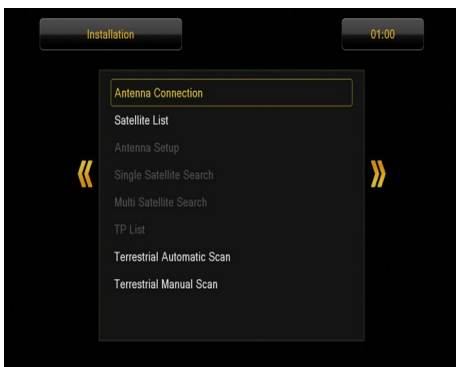 Installation
01:00
Antenna Connection
Satellite List
Antenna Setup
Single Satellite Search
Multi Satellite Search
TP List
Terrestrial Automatic Scan
Terrestrial Manual Scan